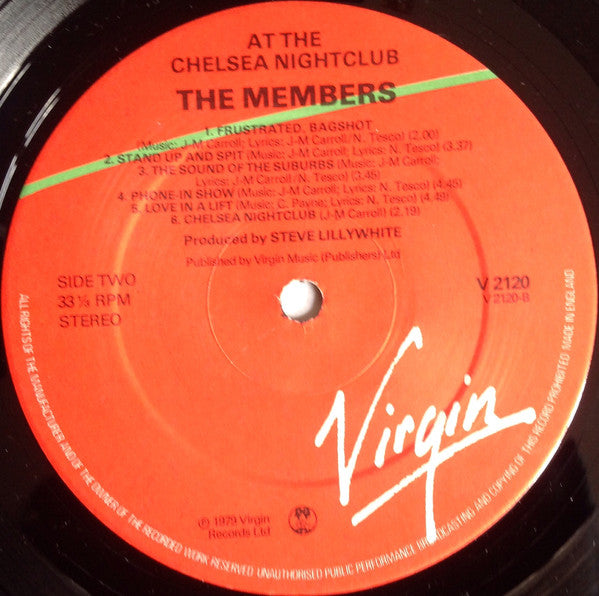 AT THE
CHELSEA NIGHTCLUB
THE MEMBERS
1. FRUSTRATED, BAGSHOT
(Music: J-M Carroll; Lyrics: J-M Carroll/N. Tesco) (2.00)
2. STAND UP AND SPIT (Music: J-M Carroll; Lyrics: N. Tesco) (3.37)
3. THE SOUND OF THE SUBURBS (Music: J-M Carroll;
Lyrics: J-M Carroll/N. Tesco) (3.45)
4. PHONE-IN SHOW (Music: J-M Carroll; Lyrics: N. Tesco) (4.45)
5. LOVE IN A LIFT (Music: C. Payne; Lyrics: N. Tesco) (4.49)
6. CHELSEA NIGHTCLUB (J-M Carroll) (2.19)
Produced by STEVE LILLYWHITE
Published by Virgin Music (Publishers) Ltd
SIDE TWO
33⅓ RPM
STEREO
V 2120
V 2120-B
Virgin
℗ 1979 Virgin
Records Ltd
ALL RIGHTS OF THE MANUFACTURER AND OF THE OWNER OF THE RECORDED WORK RESERVED UNAUTHORISED PUBLIC PERFORMANCE BROADCASTING AND COPYING OF THIS RECORD PROHIBITED MADE IN ENGLAND